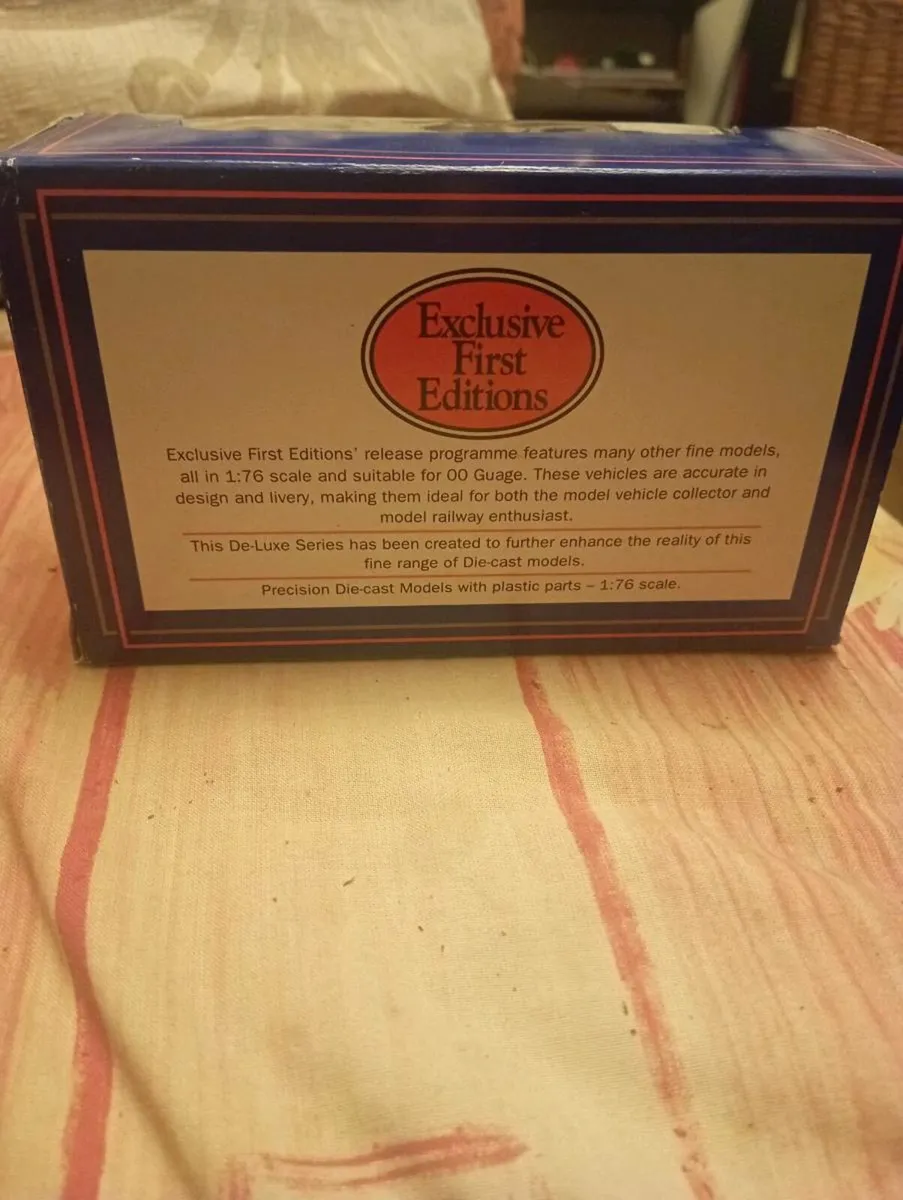 Exclusive
First
Editions
Exclusive First Editions' release programme features many other fine models,
all in 1:76 scale and suitable for 00 Guage. These vehicles are accurate in
design and livery, making them ideal for both the model vehicle collector and
model railway enthusiast.
This De-Luxe Series has been created to further enhance the reality of this
fine range of Die-cast models.
Precision Die-cast Models with plastic parts – 1:76 scale.